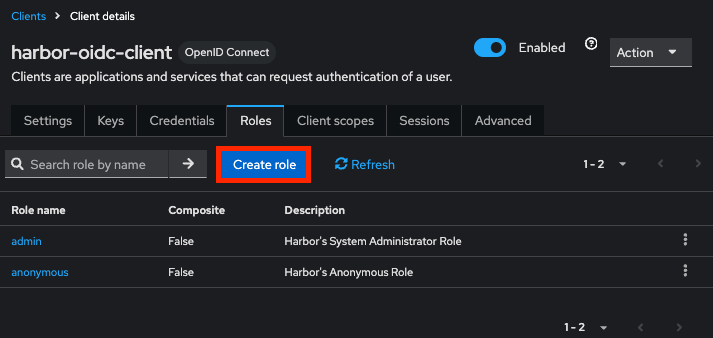 Clients > Client details
harbor-oidc-client OpenID Connect Enabled Action
Clients are applications and services that can request authentication of a user.
Settings Keys Credentials Roles Client scopes Sessions Advanced
Search role by name Create role Refresh 1 - 2
Role name Composite Description
admin False Harbor's System Administrator Role
anonymous False Harbor's Anonymous Role
1 - 2